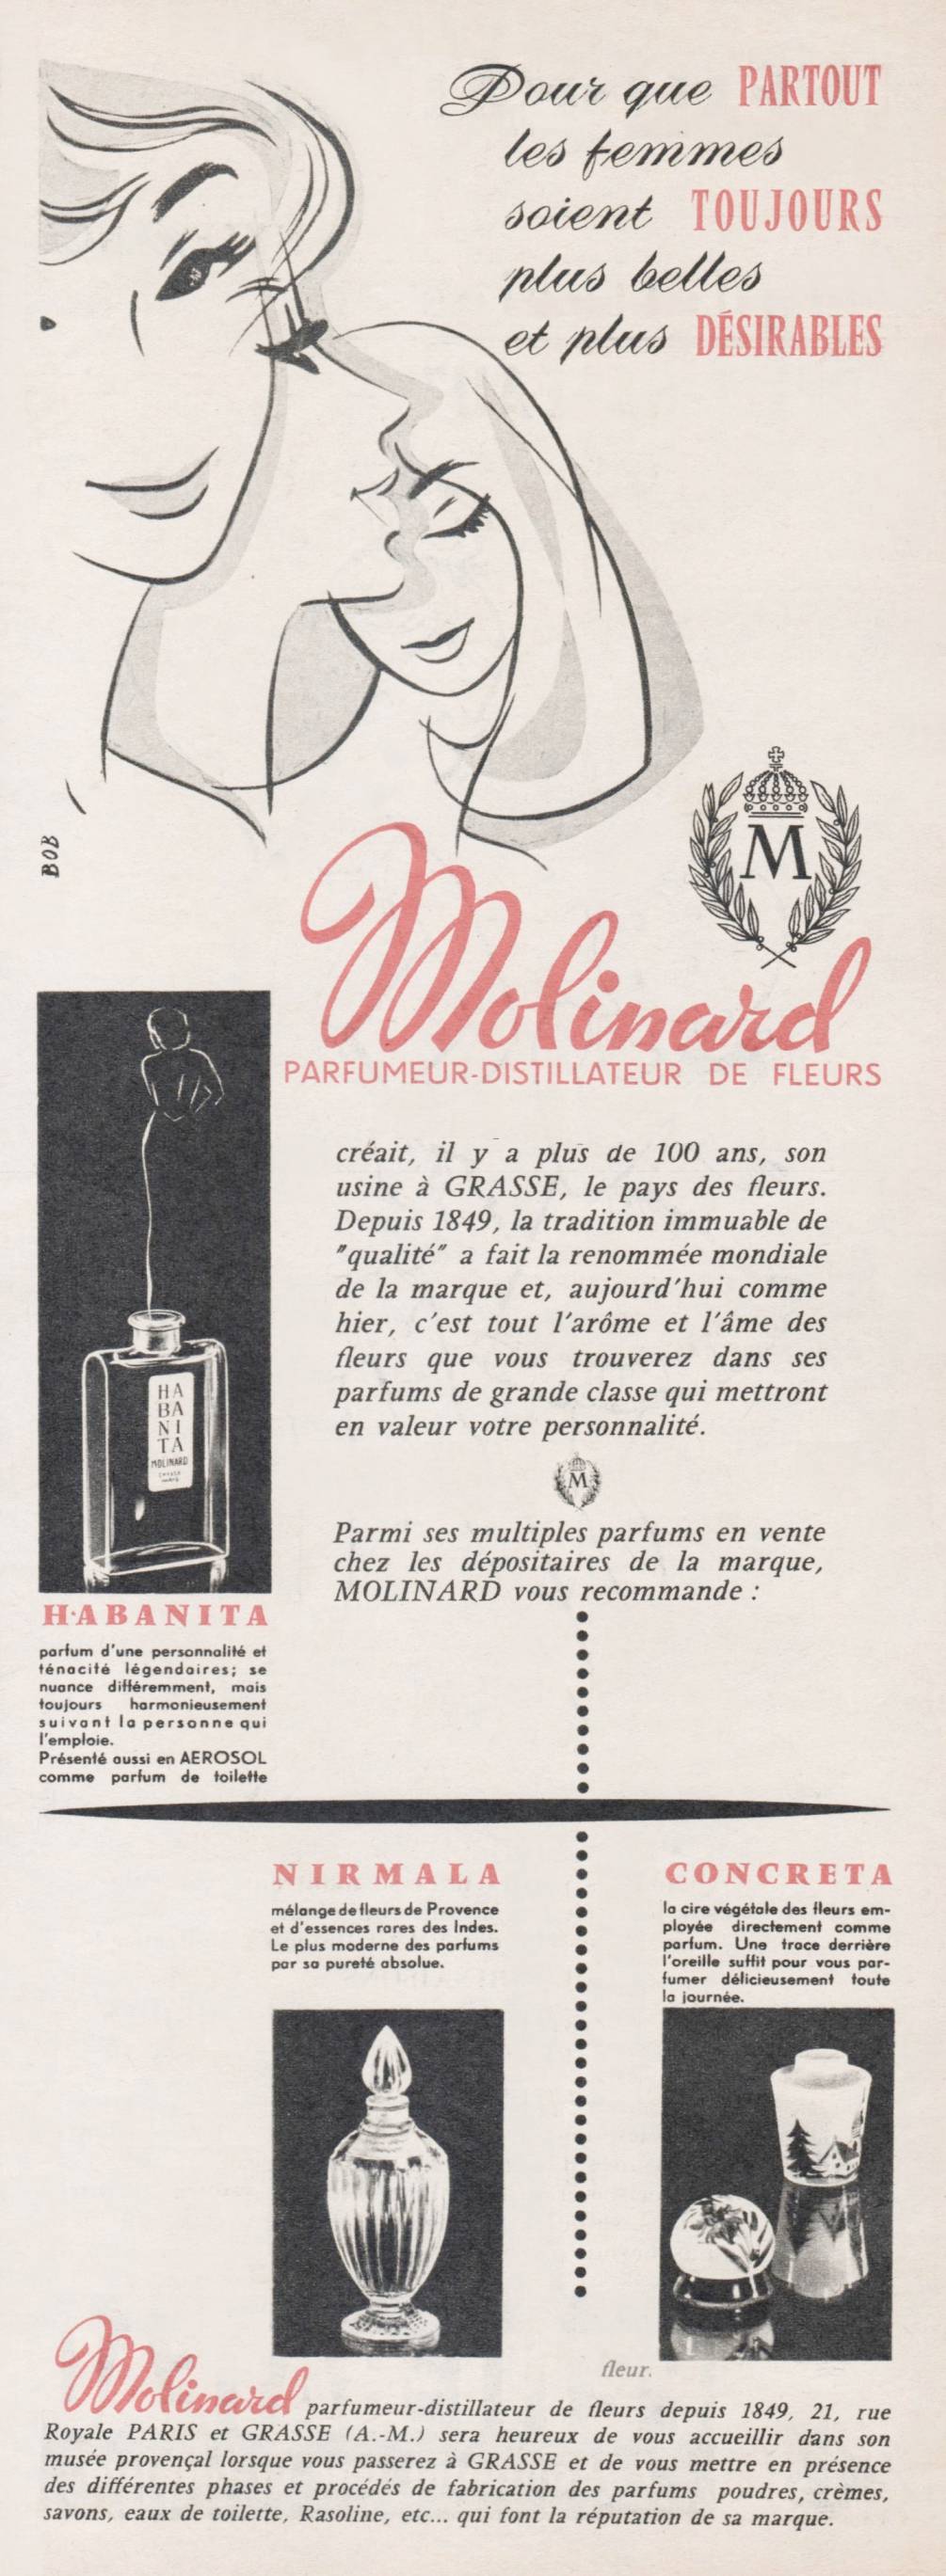 Pour que PARTOUT
les femmes
soient TOUJOURS
plus belles
et plus DÉSIRABLES
BOB
M
Molinard
PARFUMEUR-DISTILLATEUR DE FLEURS
créait, il y a plus de 100 ans, son
usine à GRASSE, le pays des fleurs.
Depuis 1849, la tradition immuable de
"qualité" a fait la renommée mondiale
de la marque et, aujourd'hui comme
hier, c'est tout l'arôme et l'âme des
fleurs que vous trouverez dans ses
parfums de grande classe qui mettront
en valeur votre personnalité.
M
Parmi ses multiples parfums en vente
chez les dépositaires de la marque,
MOLINARD vous recommande :
HA
BA
NI
TA
MOLINARD
HABANITA
parfum d'une personnalité et
ténacité légendaires; se
nuance différemment, mais
toujours harmonieusement
suivant la personne qui
l'emploie.
Présenté aussi en AEROSOL
comme parfum de toilette
NIRMALA
mélange de fleurs de Provence
et d'essences rares des Indes.
Le plus moderne des parfums
par sa pureté absolue.
CONCRETA
la cire végétale des fleurs em-
ployée directement comme
parfum. Une trace derrière
l'oreille suffit pour vous par-
fumer délicieusement toute
la journée.
fleur.
Molinard parfumeur-distillateur de fleurs depuis 1849, 21, rue
Royale PARIS et GRASSE (A.-M.) sera heureux de vous accueillir dans son
musée provençal lorsque vous passerez à GRASSE et de vous mettre en présence
des différentes phases et procédés de fabrication des parfums poudres, crèmes,
savons, eaux de toilette, Rasoline, etc... qui font la réputation de sa marque.